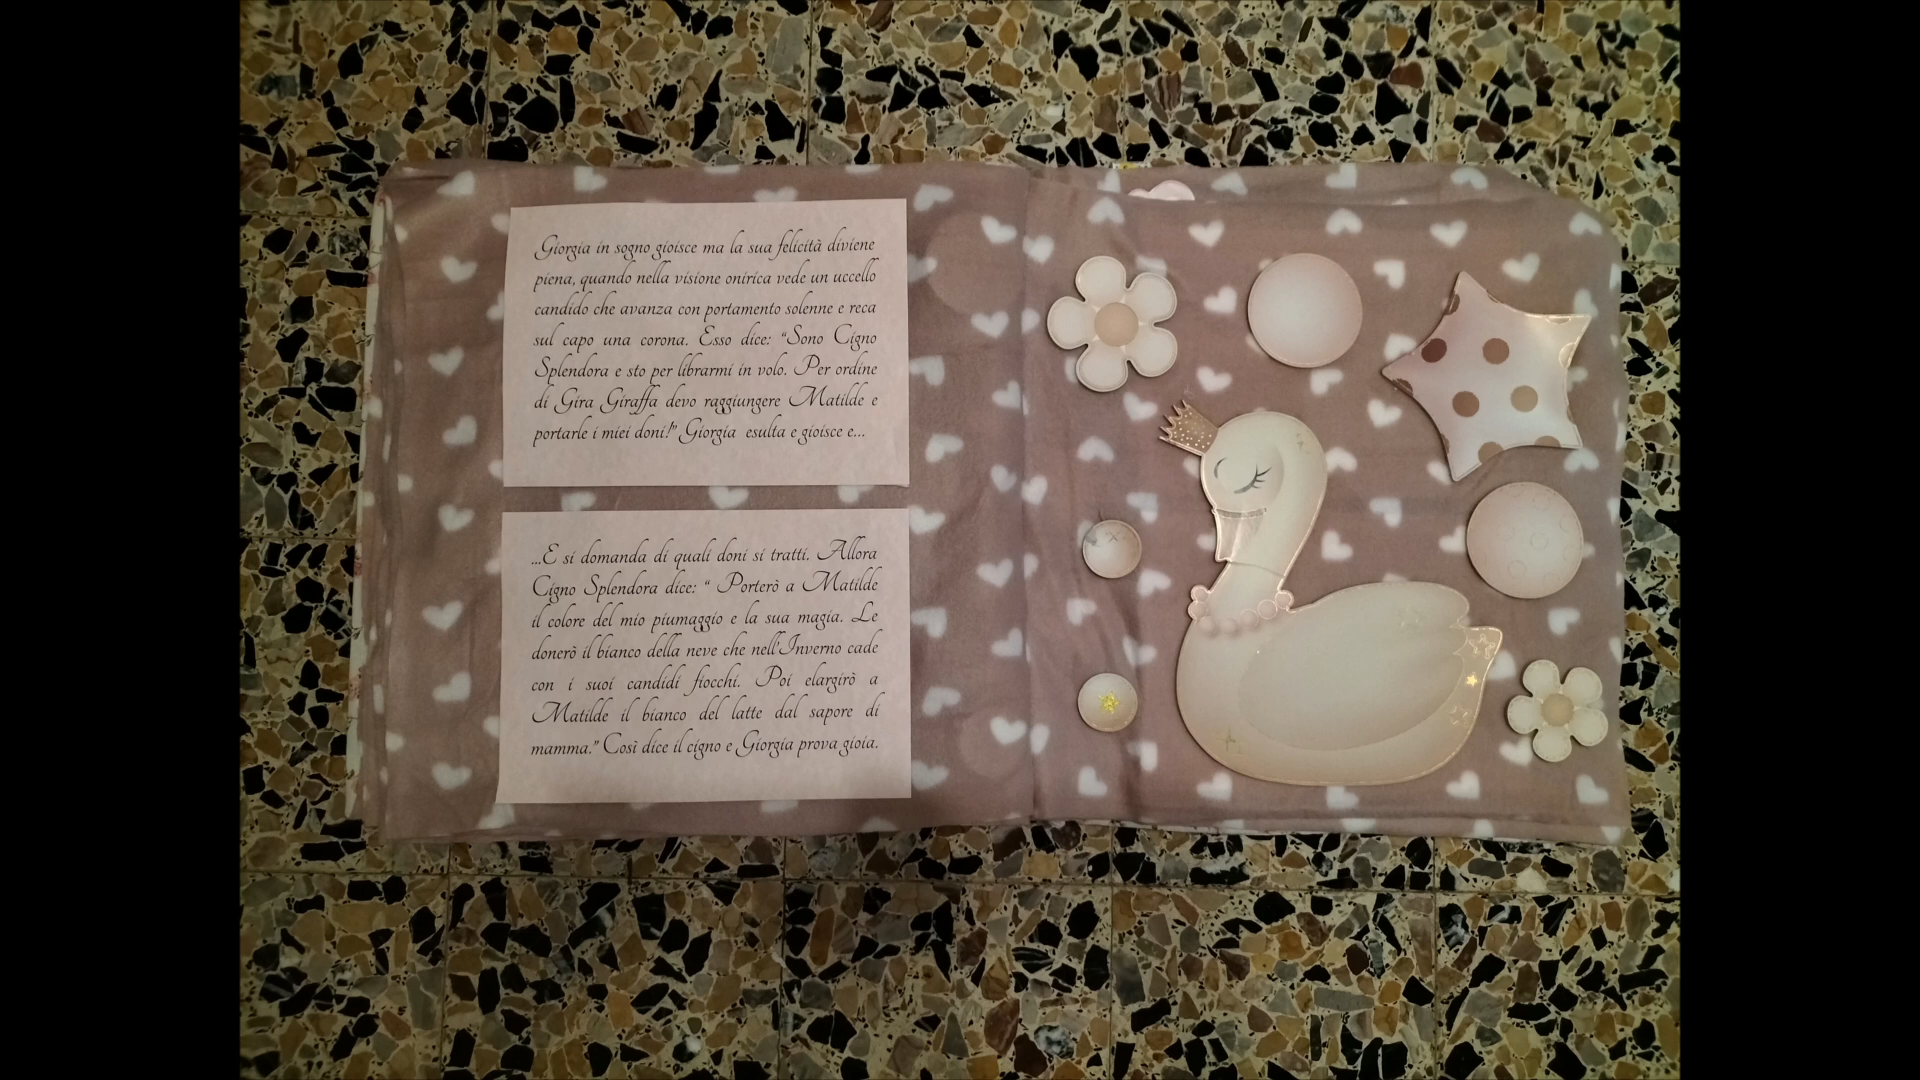 Giorgia in sogno gioisce ma la sua felicità diviene
piena, quando nella visione onirica vede un uccello
candido che avanza con portamento solenne e reca
sul capo una corona. Esso dice: “Sono Cigno
Splendora e sto per librarmi in volo. Per ordine
di Gira Giraffa devo raggiungere Matilde e
portarle i miei doni!” Giorgia esulta e gioisce e...
...E si domanda di quali doni si tratti. Allora
Cigno Splendora dice: “ Porterò a Matilde
il colore del mio piumaggio e la sua magia. Le
donerò il bianco della neve che nell'Inverno cade
con i suoi candidi fiocchi. Poi elargirò a
Matilde il bianco del latte dal sapore di
mamma.” Così dice il cigno e Giorgia prova gioia.